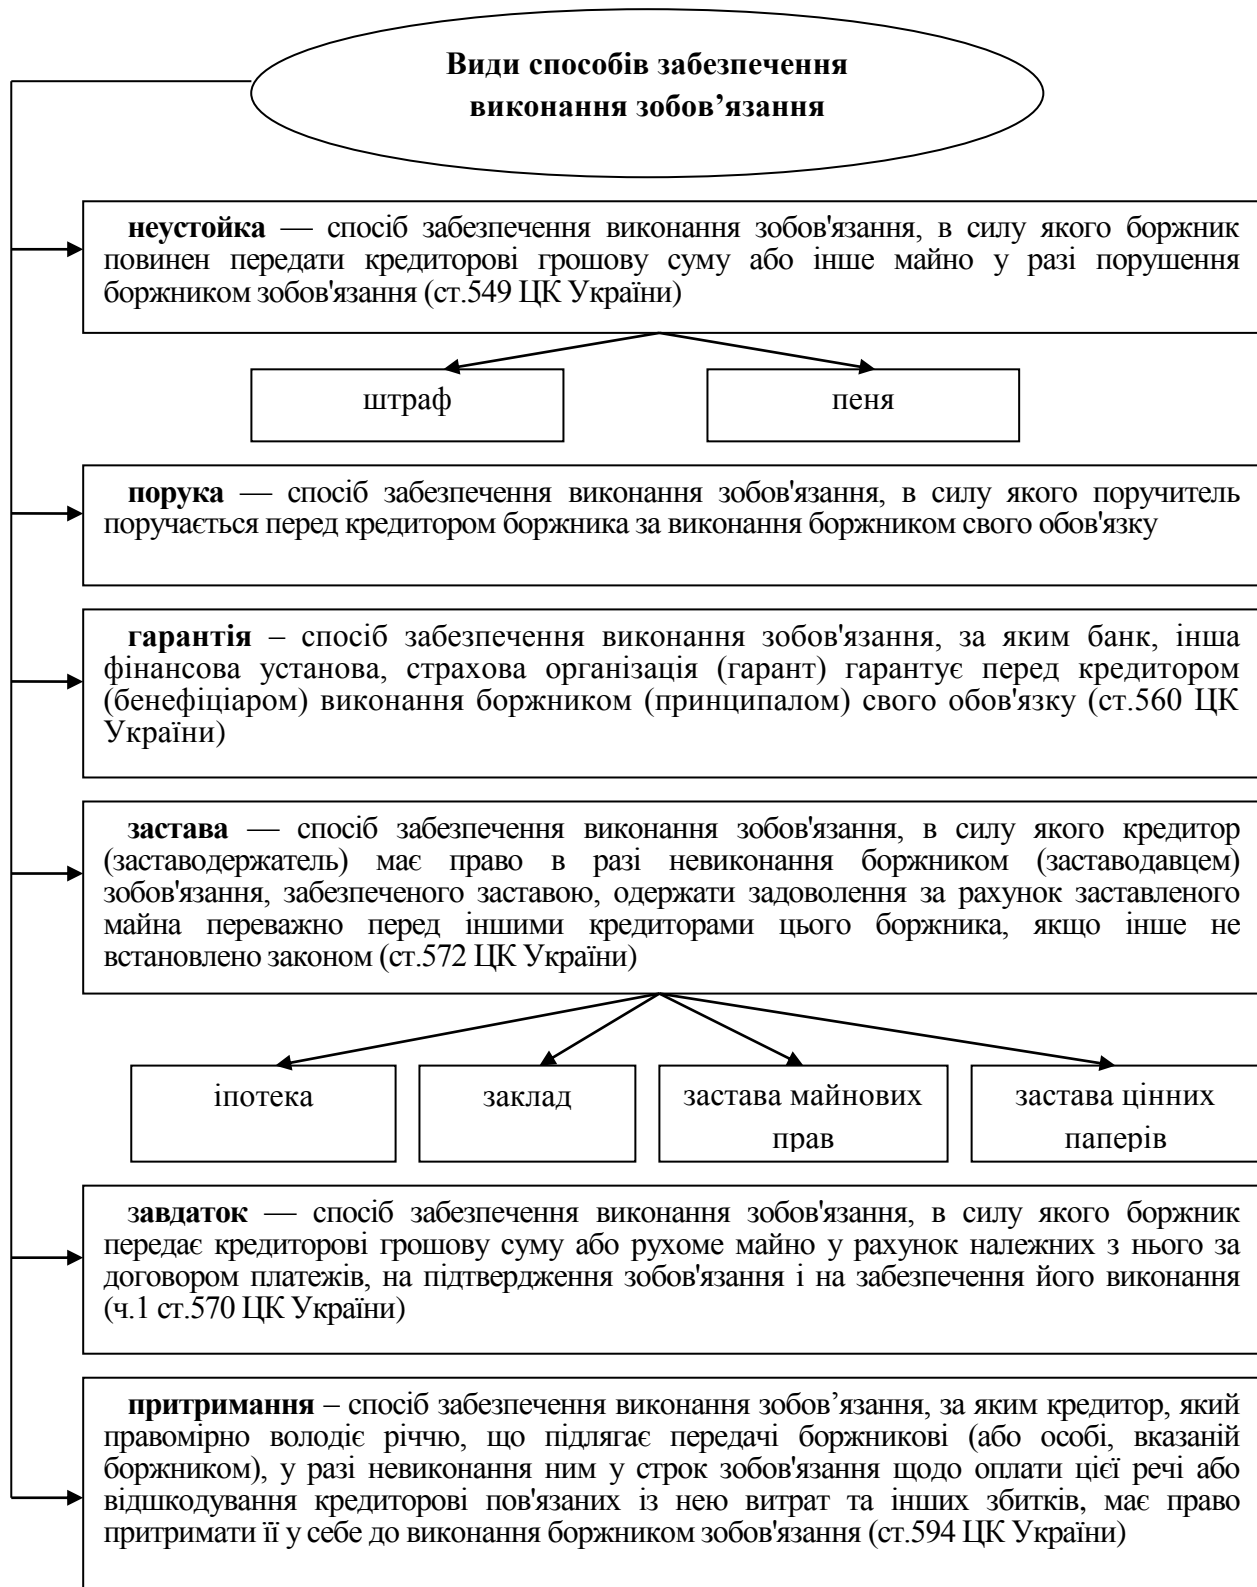 Види способів забезпечення
виконання зобов’язання
неустойка — спосіб забезпечення виконання зобов'язання, в силу якого боржник
повинен передати кредиторові грошову суму або інше майно у разі порушення
боржником зобов'язання (ст.549 ЦК України)
штраф
пеня
порука — спосіб забезпечення виконання зобов'язання, в силу якого поручитель
поручається перед кредитором боржника за виконання боржником свого обов'язку
гарантія – спосіб забезпечення виконання зобов'язання, за яким банк, інша
фінансова установа, страхова організація (гарант) гарантує перед кредитором
(бенефіціаром) виконання боржником (принципалом) свого обов'язку (ст.560 ЦК
України)
застава — спосіб забезпечення виконання зобов'язання, в силу якого кредитор
(заставодержатель) має право в разі невиконання боржником (заставодавцем)
зобов'язання, забезпеченого заставою, одержати задоволення за рахунок заставленого
майна переважно перед іншими кредиторами цього боржника, якщо інше не
встановлено законом (ст.572 ЦК України)
іпотека
заклад
застава майнових
прав
застава цінних
паперів
завдаток — спосіб забезпечення виконання зобов'язання, в силу якого боржник
передає кредиторові грошову суму або рухоме майно у рахунок належних з нього за
договором платежів, на підтвердження зобов'язання і на забезпечення його виконання
(ч.1 ст.570 ЦК України)
притримання – спосіб забезпечення виконання зобов’язання, за яким кредитор, який
правомірно володіє річчю, що підлягає передачі боржникові (або особі, вказаній
боржником), у разі невиконання ним у строк зобов'язання щодо оплати цієї речі або
відшкодування кредиторові пов'язаних із нею витрат та інших збитків, має право
притримати її у себе до виконання боржником зобов'язання (ст.594 ЦК України)